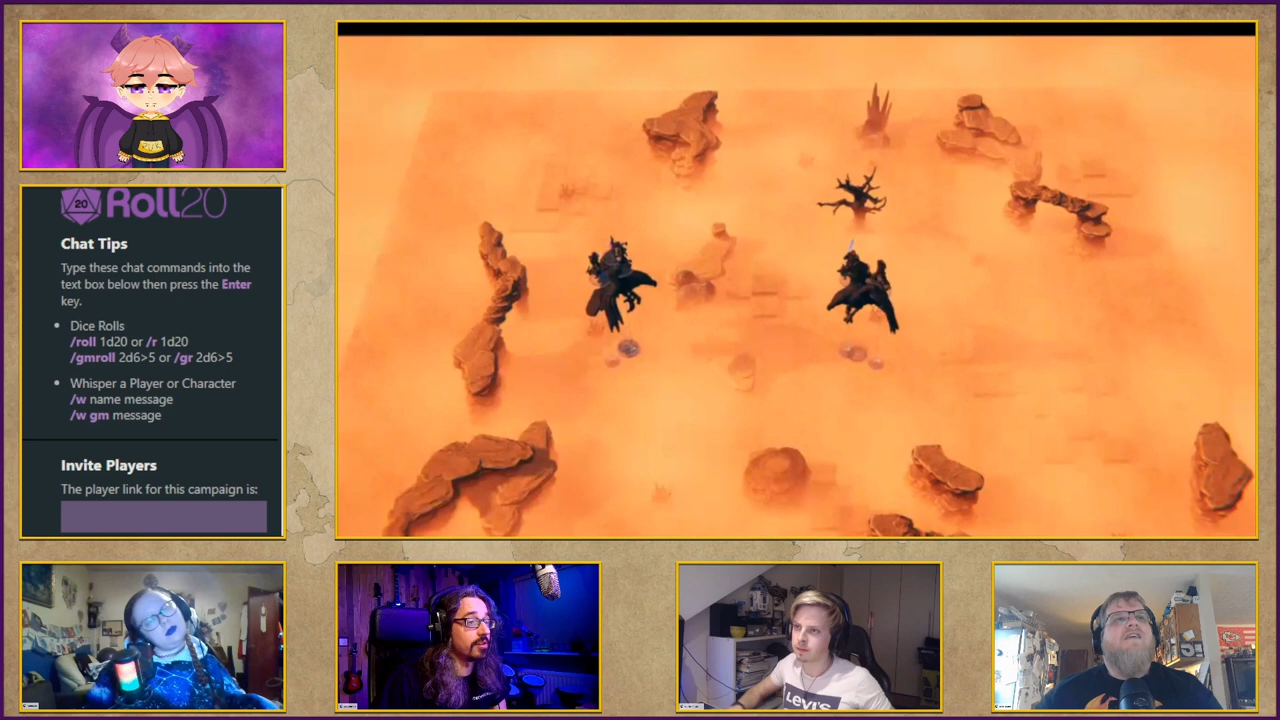 20 Roll20
Chat Tips
Type these chat commands into the
text box below then press the Enter
key.
Dice Rolls
/roll 1d20 or /r 1d20
/gmroll 2d6>5 or /gr 2d6>5
Whisper a Player or Character
/w name message
/w gm message
Invite Players
The player link for this campaign is:
LEVI'S